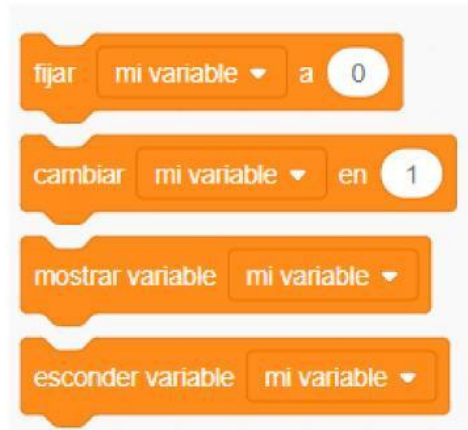 fijar mi variable a 0
cambiar mi variable en 1
mostrar variable mi variable
esconder variable mi variable